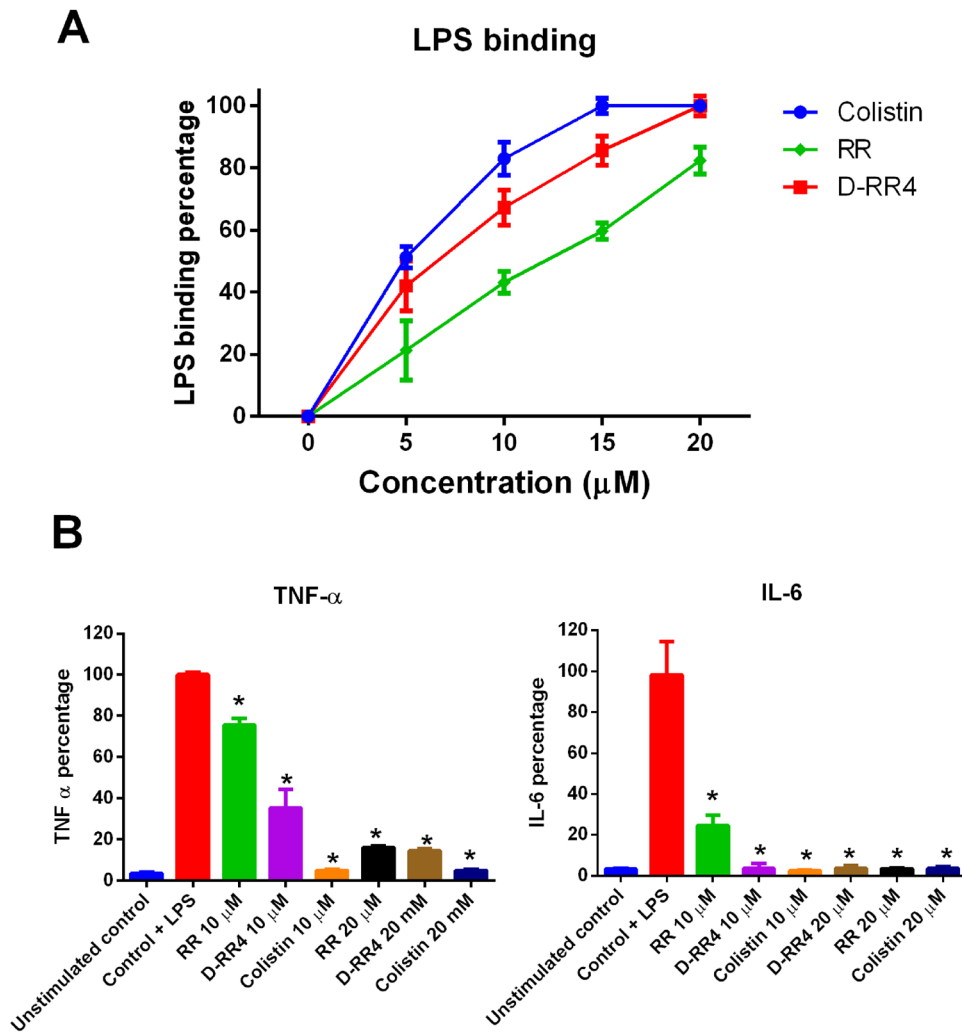 A
LPS binding
LPS binding percentage
100
80
60
40
20
0
0 5 10 15 20
Concentration (μM)
Colistin
RR
D-RR4
B
TNF-α
TNF α percentage
120
100
80
60
40
20
0
*
*
*
*
*
*
Unstimulated control
Control + LPS
RR 10 μM
D-RR4 10 μM
Colistin 10 μM
RR 20 μM
D-RR4 20 mM
Colistin 20 mM
IL-6
IL-6 percentage
120
100
80
60
40
20
0
*
*
*
*
*
*
Unstimulated control
Control + LPS
RR 10 μM
D-RR4 10 μM
Colistin 10 μM
D-RR4 20 μM
RR 20 μM
Colistin 20 μM